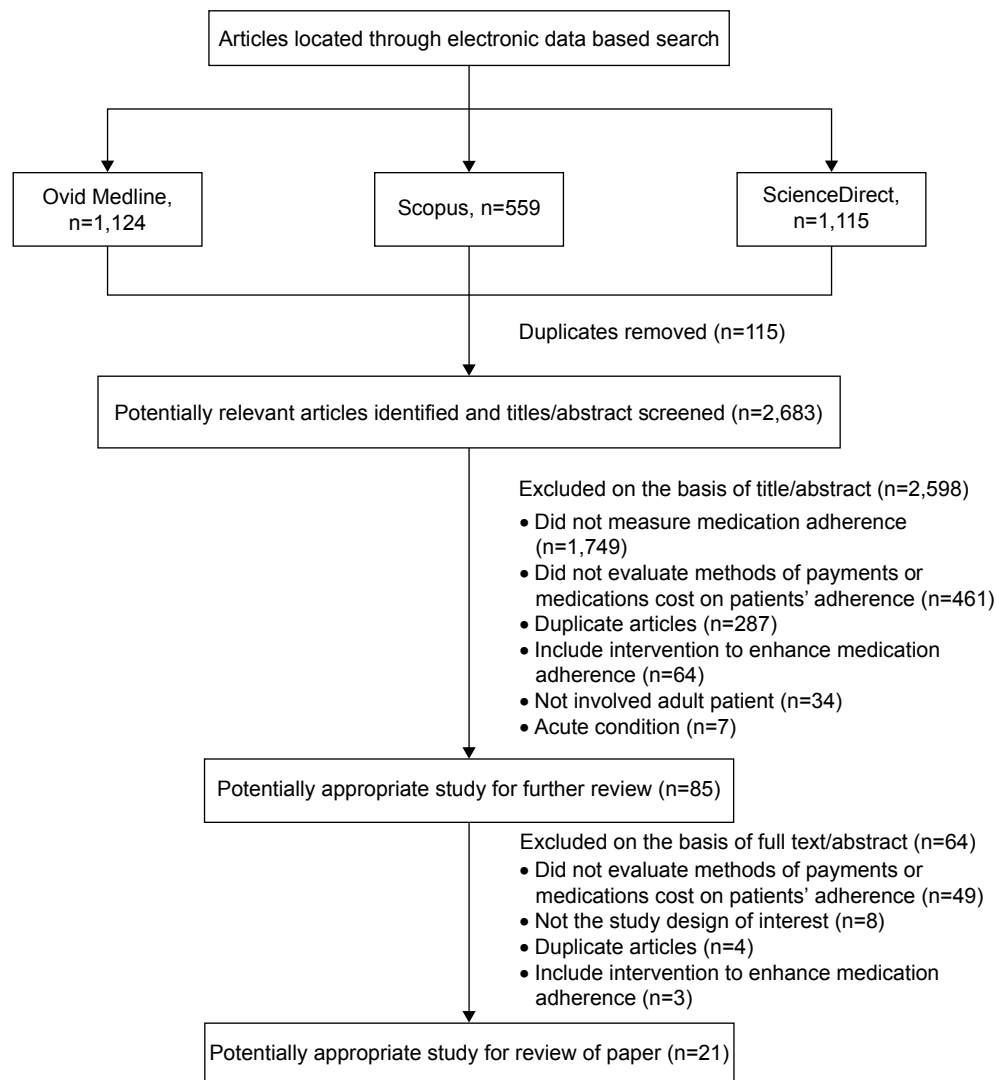 Articles located through electronic data based search
Ovid Medline,
n=1,124
Scopus, n=559
ScienceDirect,
n=1,115
Duplicates removed (n=115)
Potentially relevant articles identified and titles/abstract screened (n=2,683)
Excluded on the basis of title/abstract (n=2,598)
• Did not measure medication adherence
(n=1,749)
• Did not evaluate methods of payments or
medications cost on patients’ adherence (n=461)
• Duplicate articles (n=287)
• Include intervention to enhance medication
adherence (n=64)
• Not involved adult patient (n=34)
• Acute condition (n=7)
Potentially appropriate study for further review (n=85)
Excluded on the basis of full text/abstract (n=64)
• Did not evaluate methods of payments or
medications cost on patients’ adherence (n=49)
• Not the study design of interest (n=8)
• Duplicate articles (n=4)
• Include intervention to enhance medication
adherence (n=3)
Potentially appropriate study for review of paper (n=21)